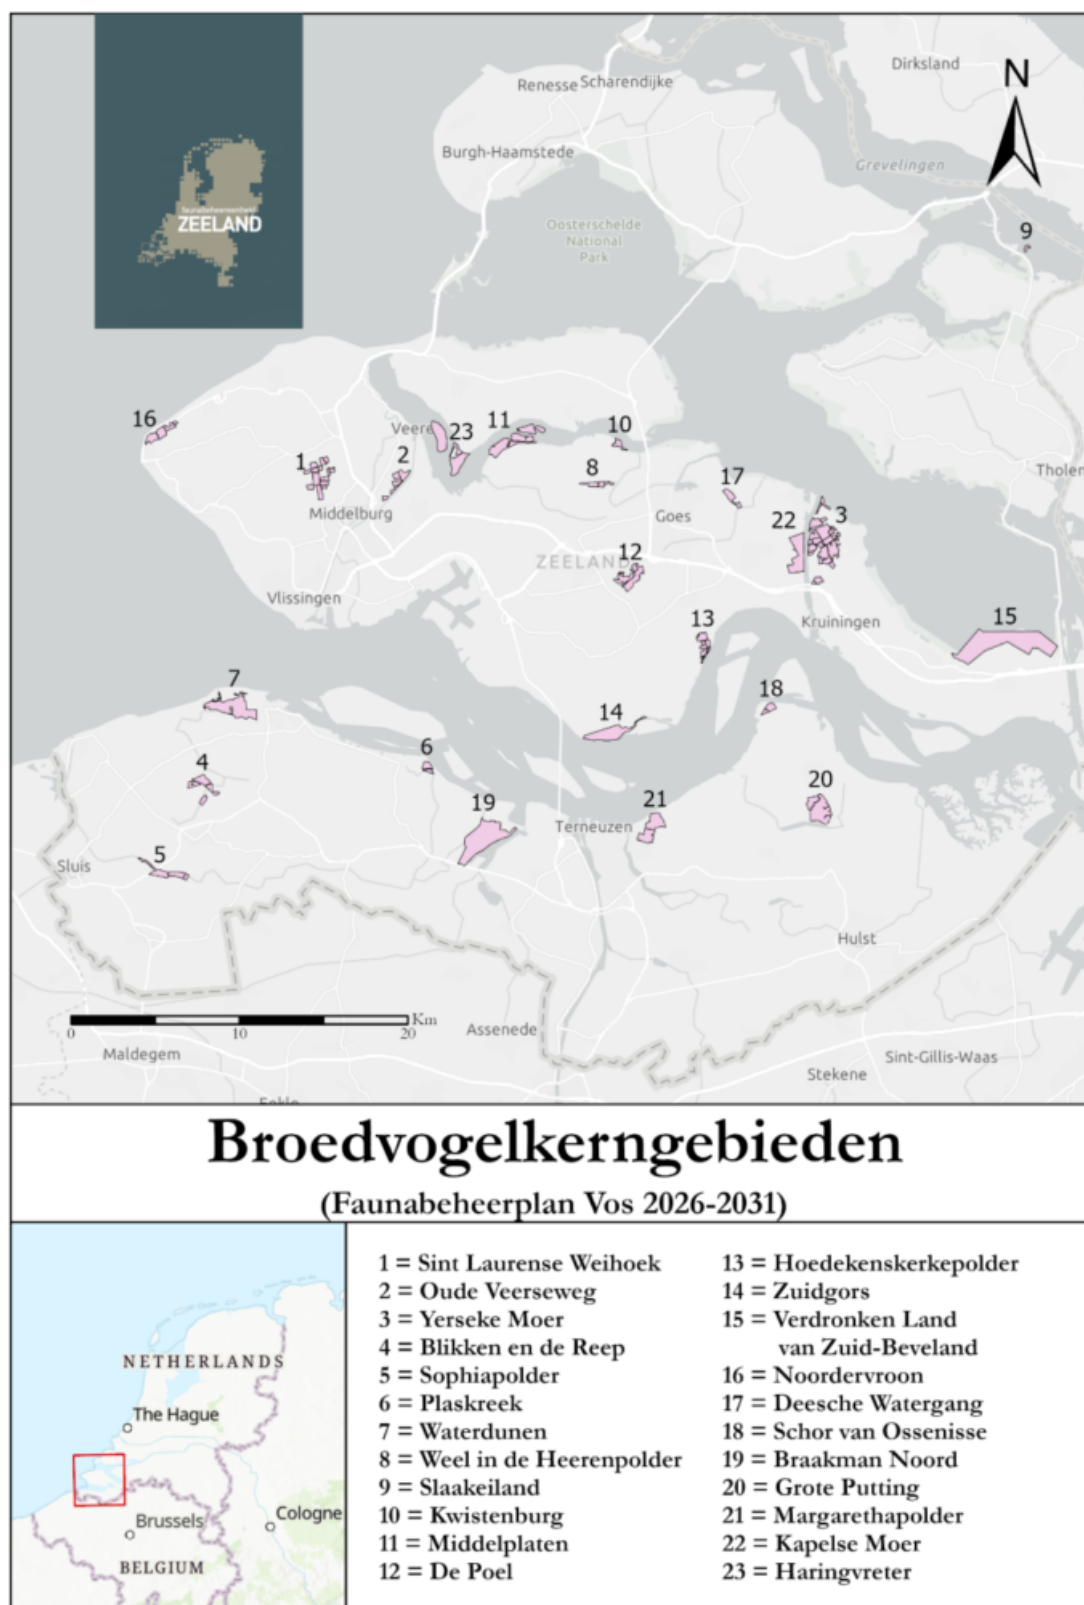 Dirksland
N
Renesse
Scharendijke
Burgh-Haamstede
Grevelingen
faunabeheereenheid
ZEELAND
Oosterschelde
National
Park
9
16
Veere
23
11
10
1
2
8
17
Tholen
Middelburg
Goes
22
3
ZEELAND
12
Vlissingen
13
Kruiningen
15
7
18
14
6
4
20
19
21
Terneuzen
5
Sluis
Hulst
0
10
20
Km
Assenede
Maldegem
Sint-Gillis-Waas
Stekene
Broedvogelkerngebieden
(Faunabeheerplan Vos 2026-2031)
NETHERLANDS
The Hague
Brussels
Cologne
BELGIUM
1 = Sint Laurense Weihoek
2 = Oude Veerseweg
3 = Yerseke Moer
4 = Blikken en de Reep
5 = Sophiapolder
6 = Plaskreek
7 = Waterdunen
8 = Weel in de Heerenpolder
9 = Slaakeiland
10 = Kwistenburg
11 = Middelplaten
12 = De Poel
13 = Hoedekenskerkepolder
14 = Zuidgors
15 = Verdronken Land
van Zuid-Beveland
16 = Noordervroon
17 = Deesche Watergang
18 = Schor van Ossenisse
19 = Braakman Noord
20 = Grote Putting
21 = Margarethapolder
22 = Kapelse Moer
23 = Haringvreter